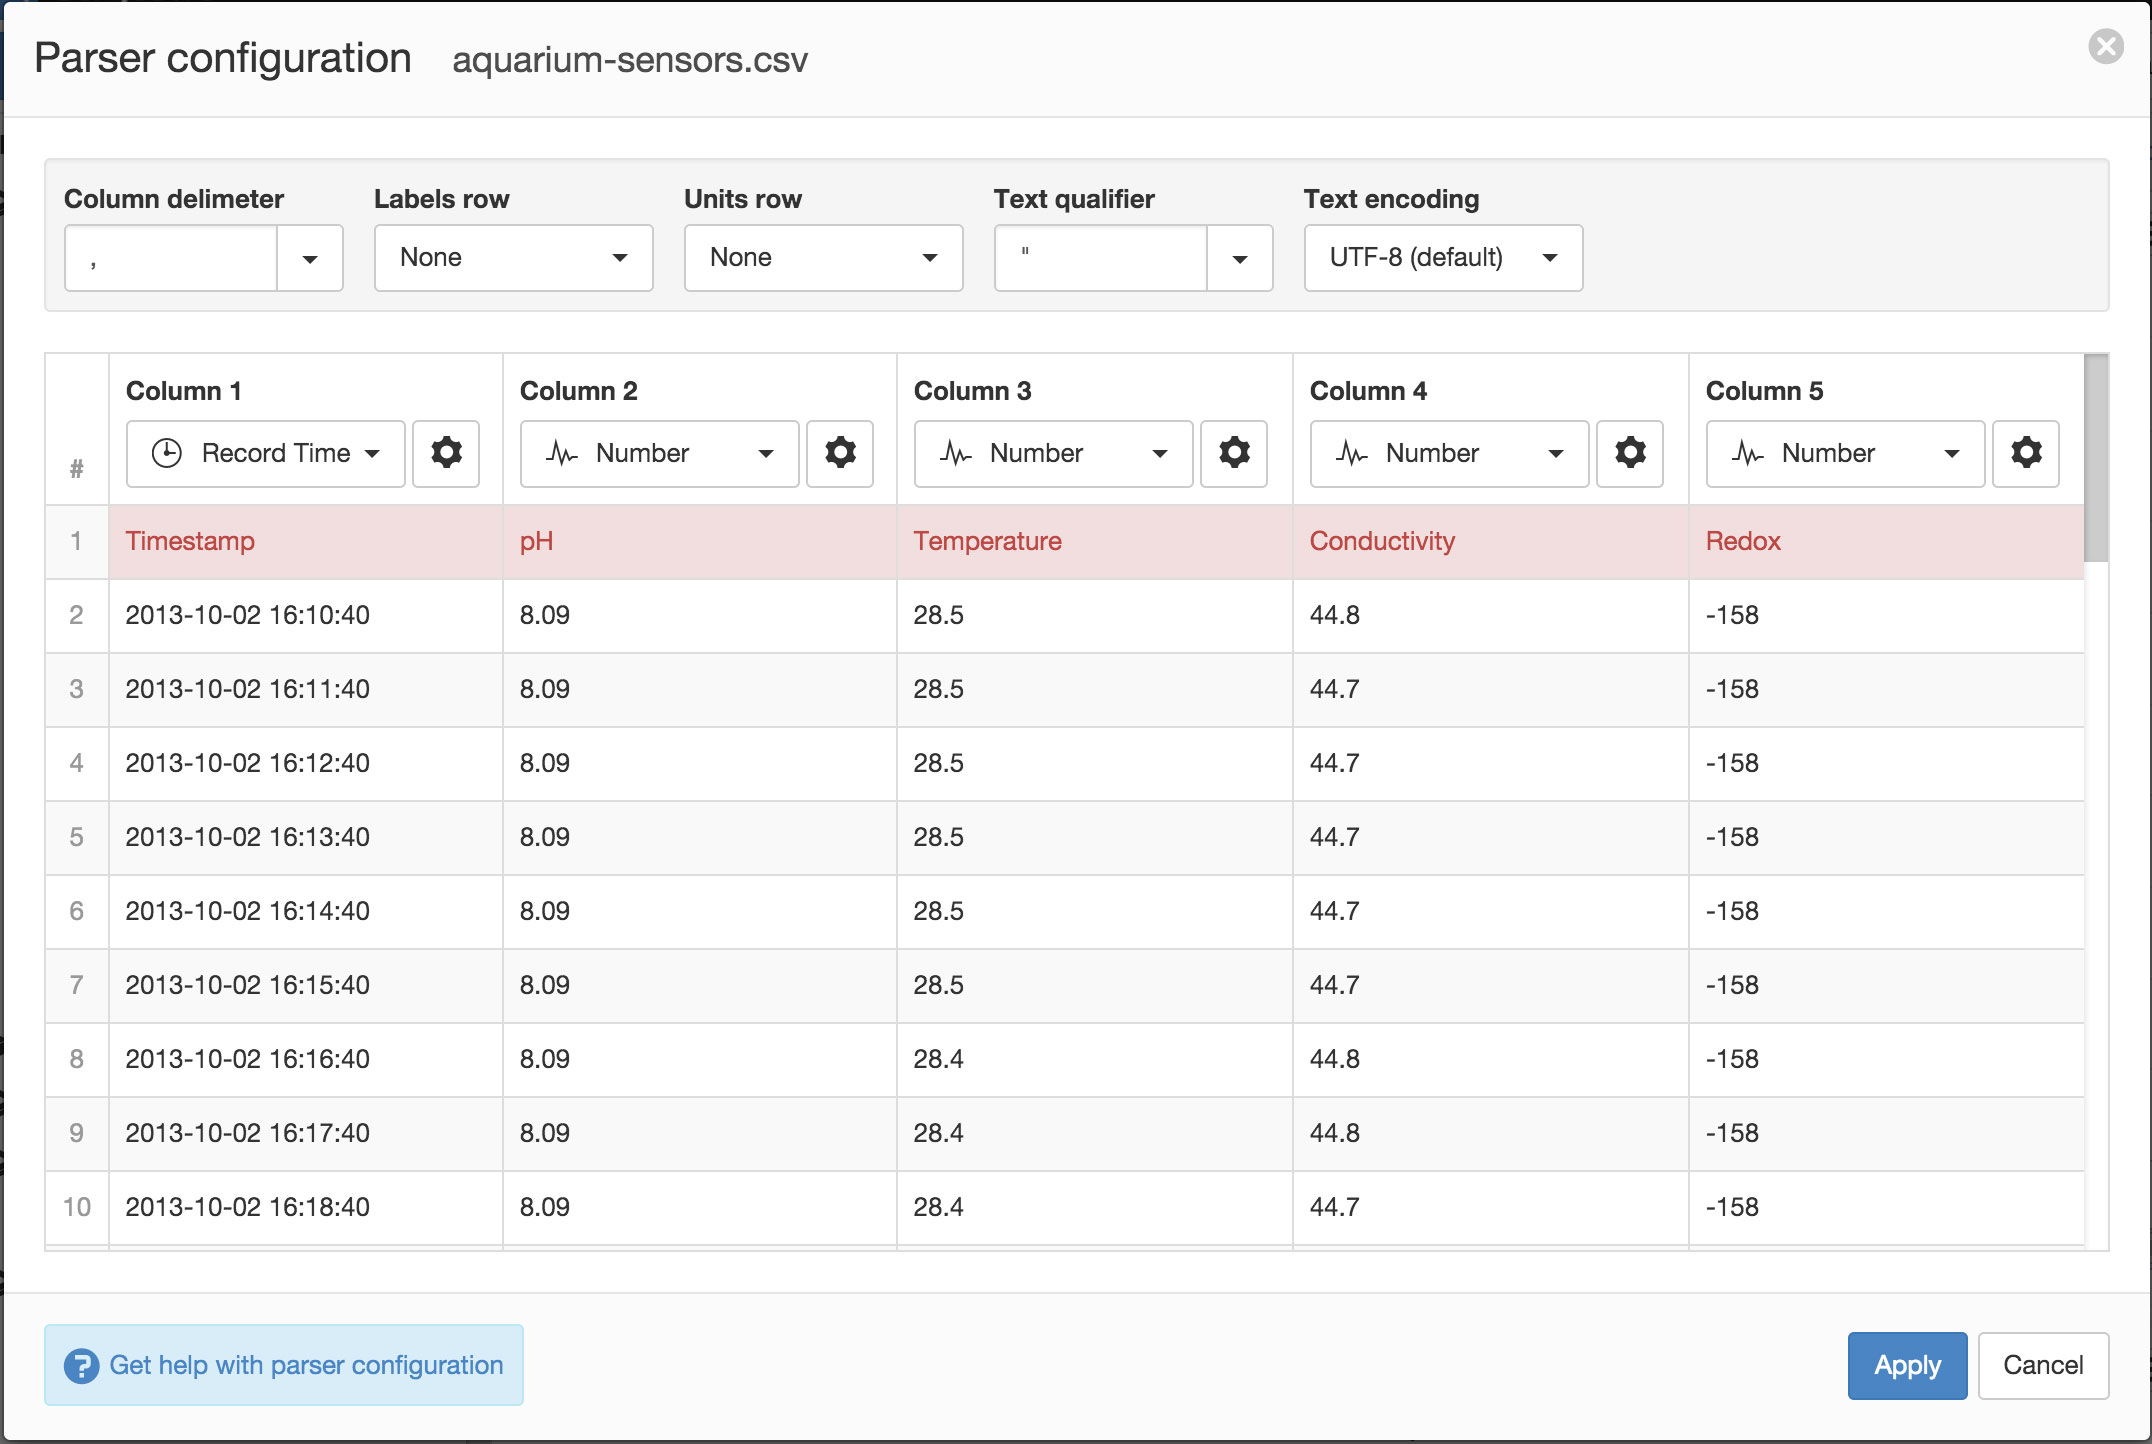 Parser configuration aquarium-sensors.csv
Column delimeter Labels row Units row Text qualifier Text encoding
, None None " UTF-8 (default)
# Column 1 Column 2 Column 3 Column 4 Column 5
Record Time Number Number Number Number
1 Timestamp pH Temperature Conductivity Redox
2 2013-10-02 16:10:40 8.09 28.5 44.8 -158
3 2013-10-02 16:11:40 8.09 28.5 44.7 -158
4 2013-10-02 16:12:40 8.09 28.5 44.7 -158
5 2013-10-02 16:13:40 8.09 28.5 44.7 -158
6 2013-10-02 16:14:40 8.09 28.5 44.7 -158
7 2013-10-02 16:15:40 8.09 28.5 44.7 -158
8 2013-10-02 16:16:40 8.09 28.4 44.8 -158
9 2013-10-02 16:17:40 8.09 28.4 44.8 -158
10 2013-10-02 16:18:40 8.09 28.4 44.7 -158
? Get help with parser configuration Apply Cancel